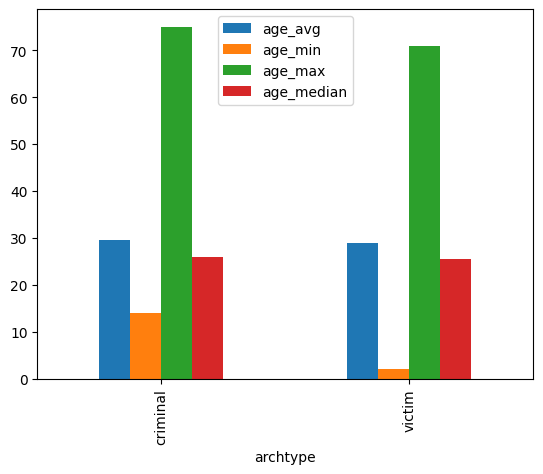 age_avg
age_min
age_max
age_median
70
60
50
40
30
20
10
0
criminal
victim
archtype